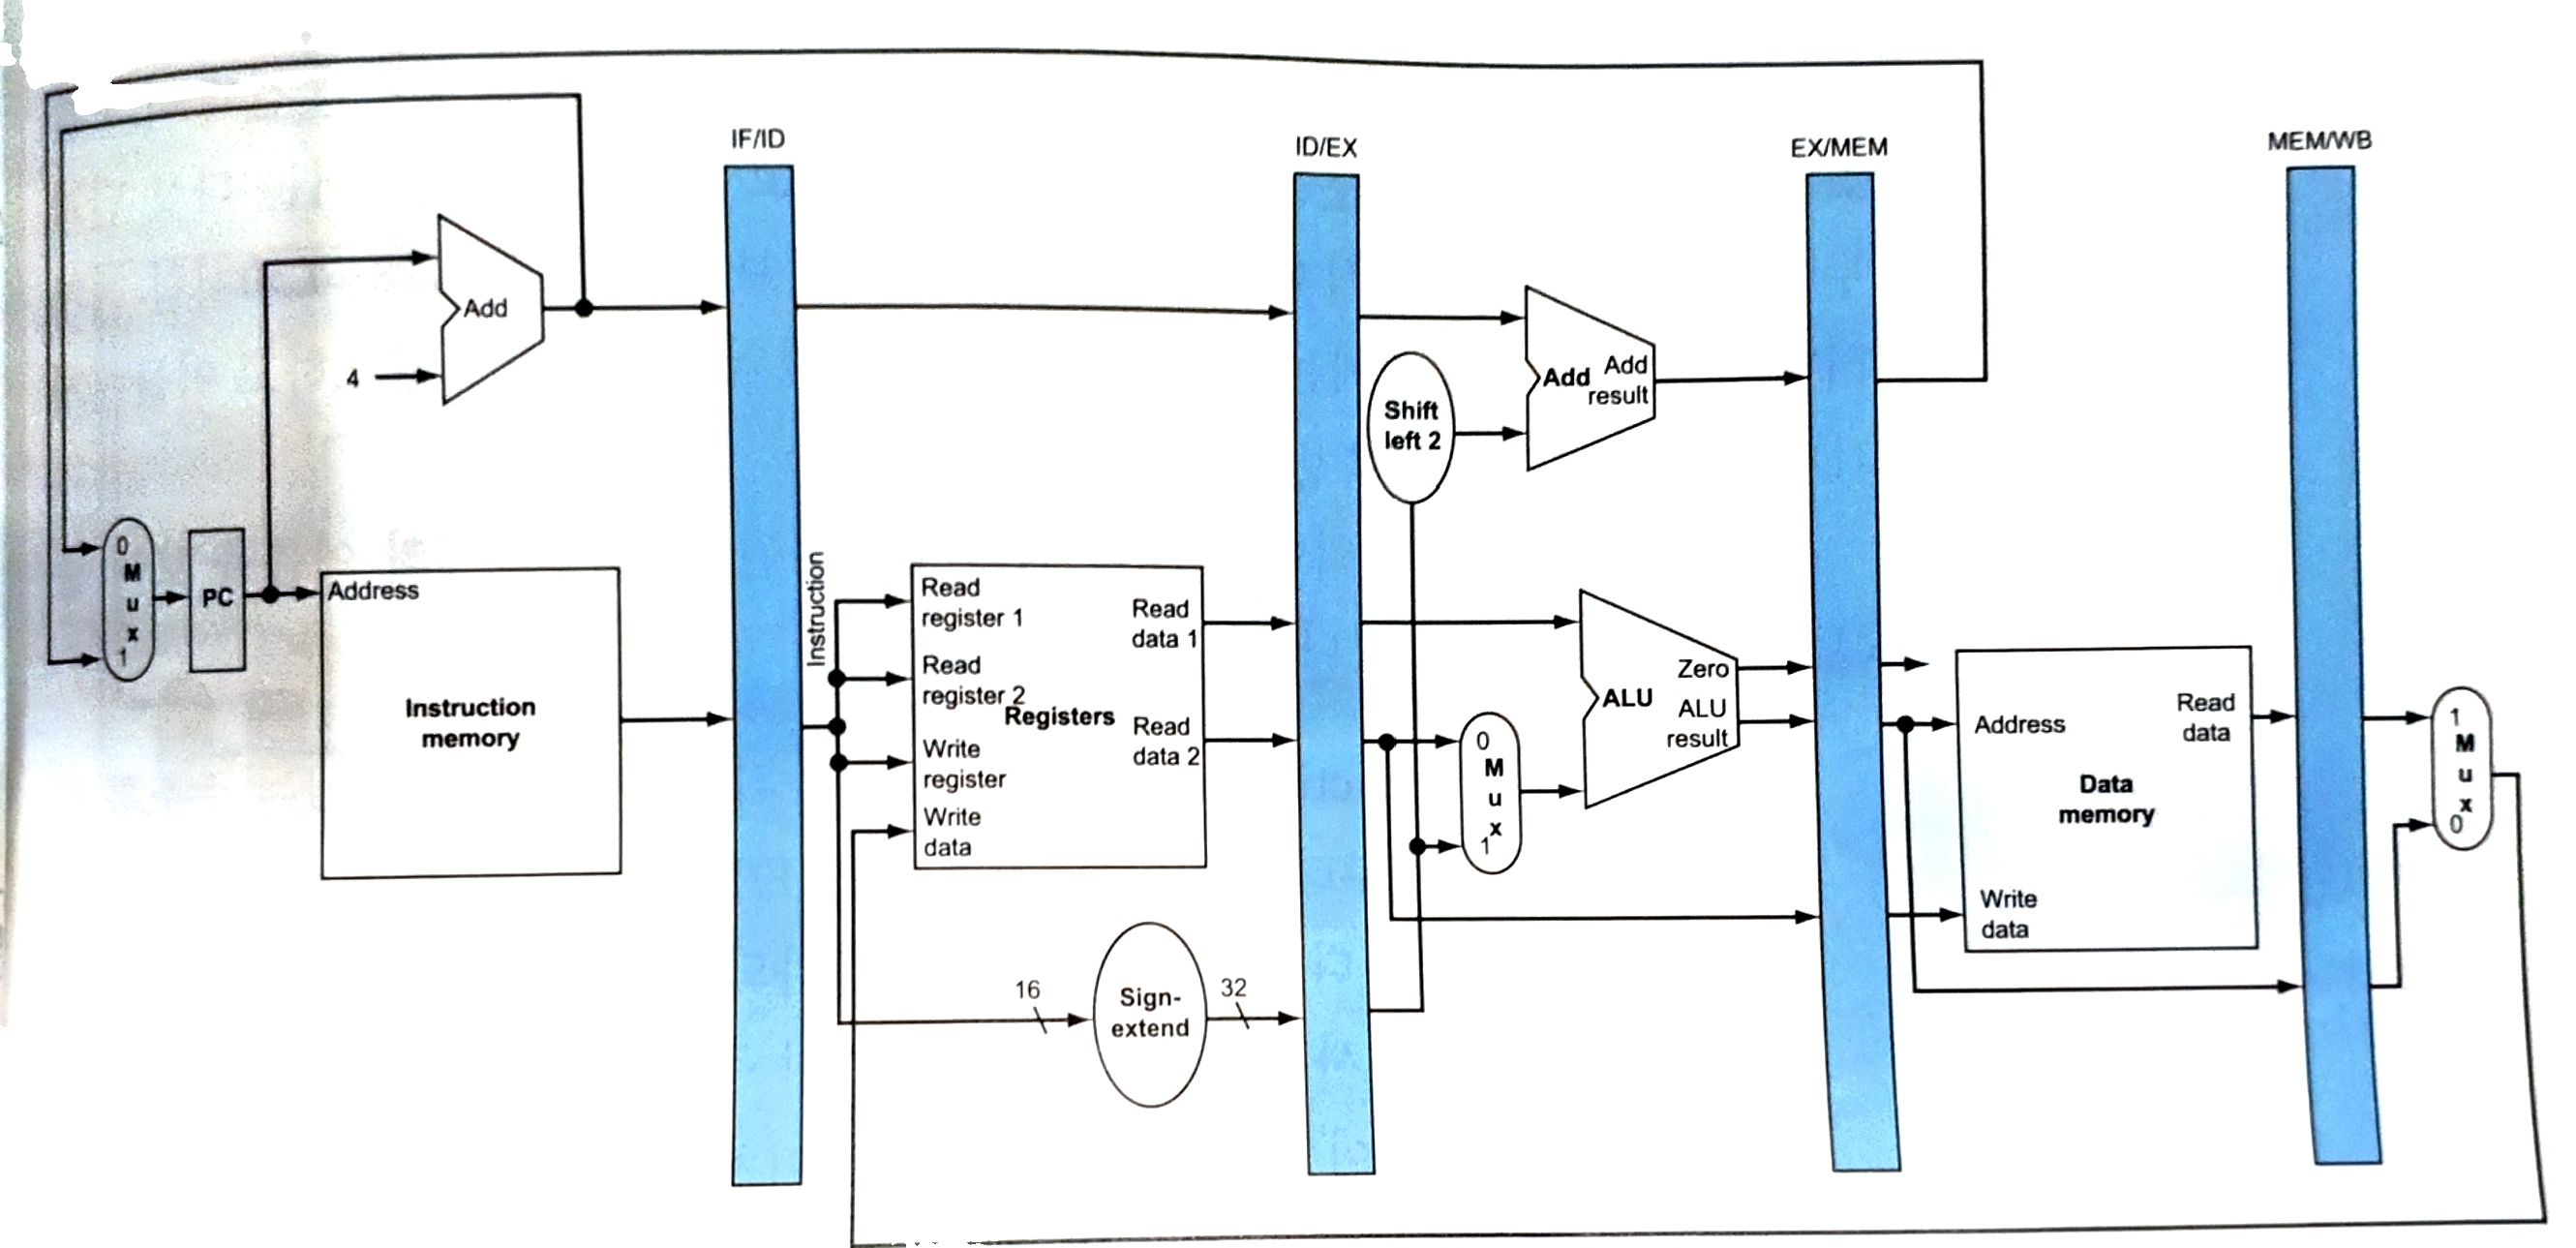 IF/ID
ID/EX
EX/MEM
MEM/WB
Add
4
Add
Add
result
Shift
left 2
0
M
u
x
1
PC
Address
Instruction
memory
Instruction
Read
register 1
Read
register 2
Write
register
Write
data
Registers
Read
data 1
Read
data 2
16
Sign-
extend
32
0
M
u
x
1
ALU
Zero
ALU
result
Address
Read
data
Data
memory
Write
data
1
M
u
x
0